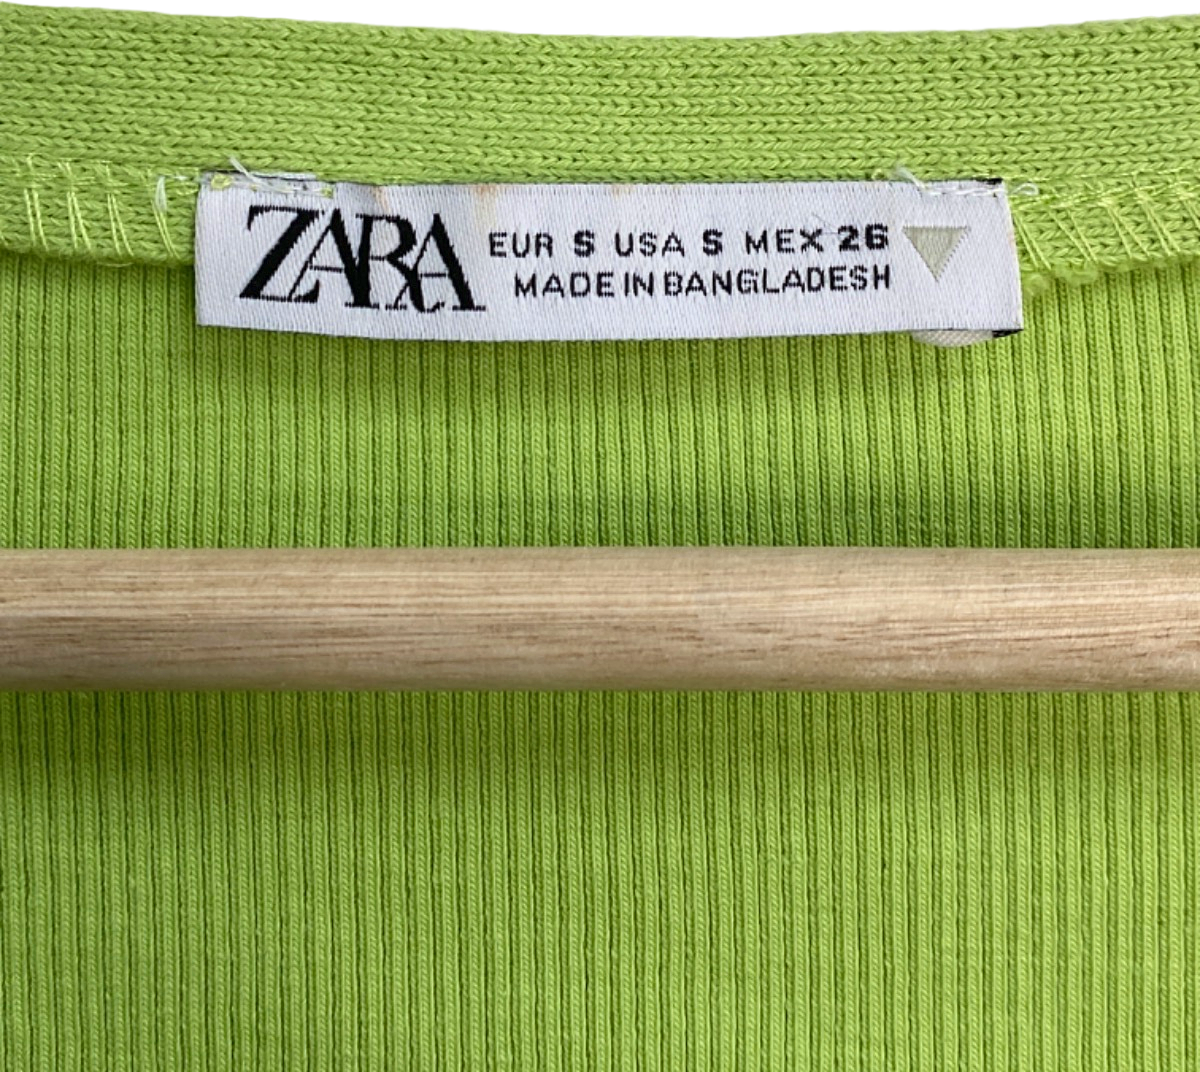 ZARA
EUR S USA S MEX 26
MADE IN BANGLADESH